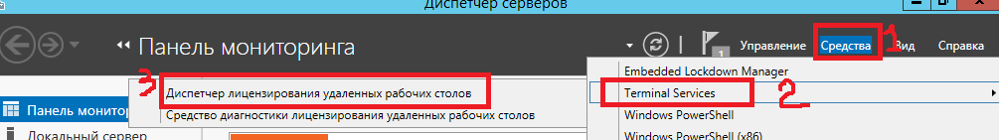 Диспетчер серверов
Панель мониторинга
1 Управление Средства Вид Справка
1
Embedded Lockdown Manager
3 Диспетчер лицензирования удаленных рабочих столов
Terminal Services 2
Панель монитор
Средство диагностики лицензирования удаленных рабочих столов
Windows PowerShell
Локальный сервер
Windows PowerShell (x86)